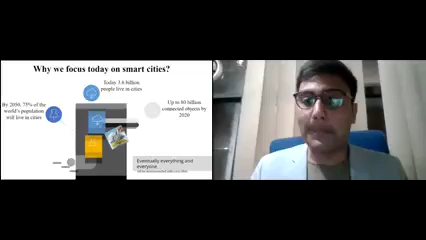 Why we focus today on smart cities?
Today 3.6 billion
people live in cities
By 2050, 75% of the
world's population
will live in cities
Up to 80 billion
connected objects by
2020
Eventually everything and
everyone